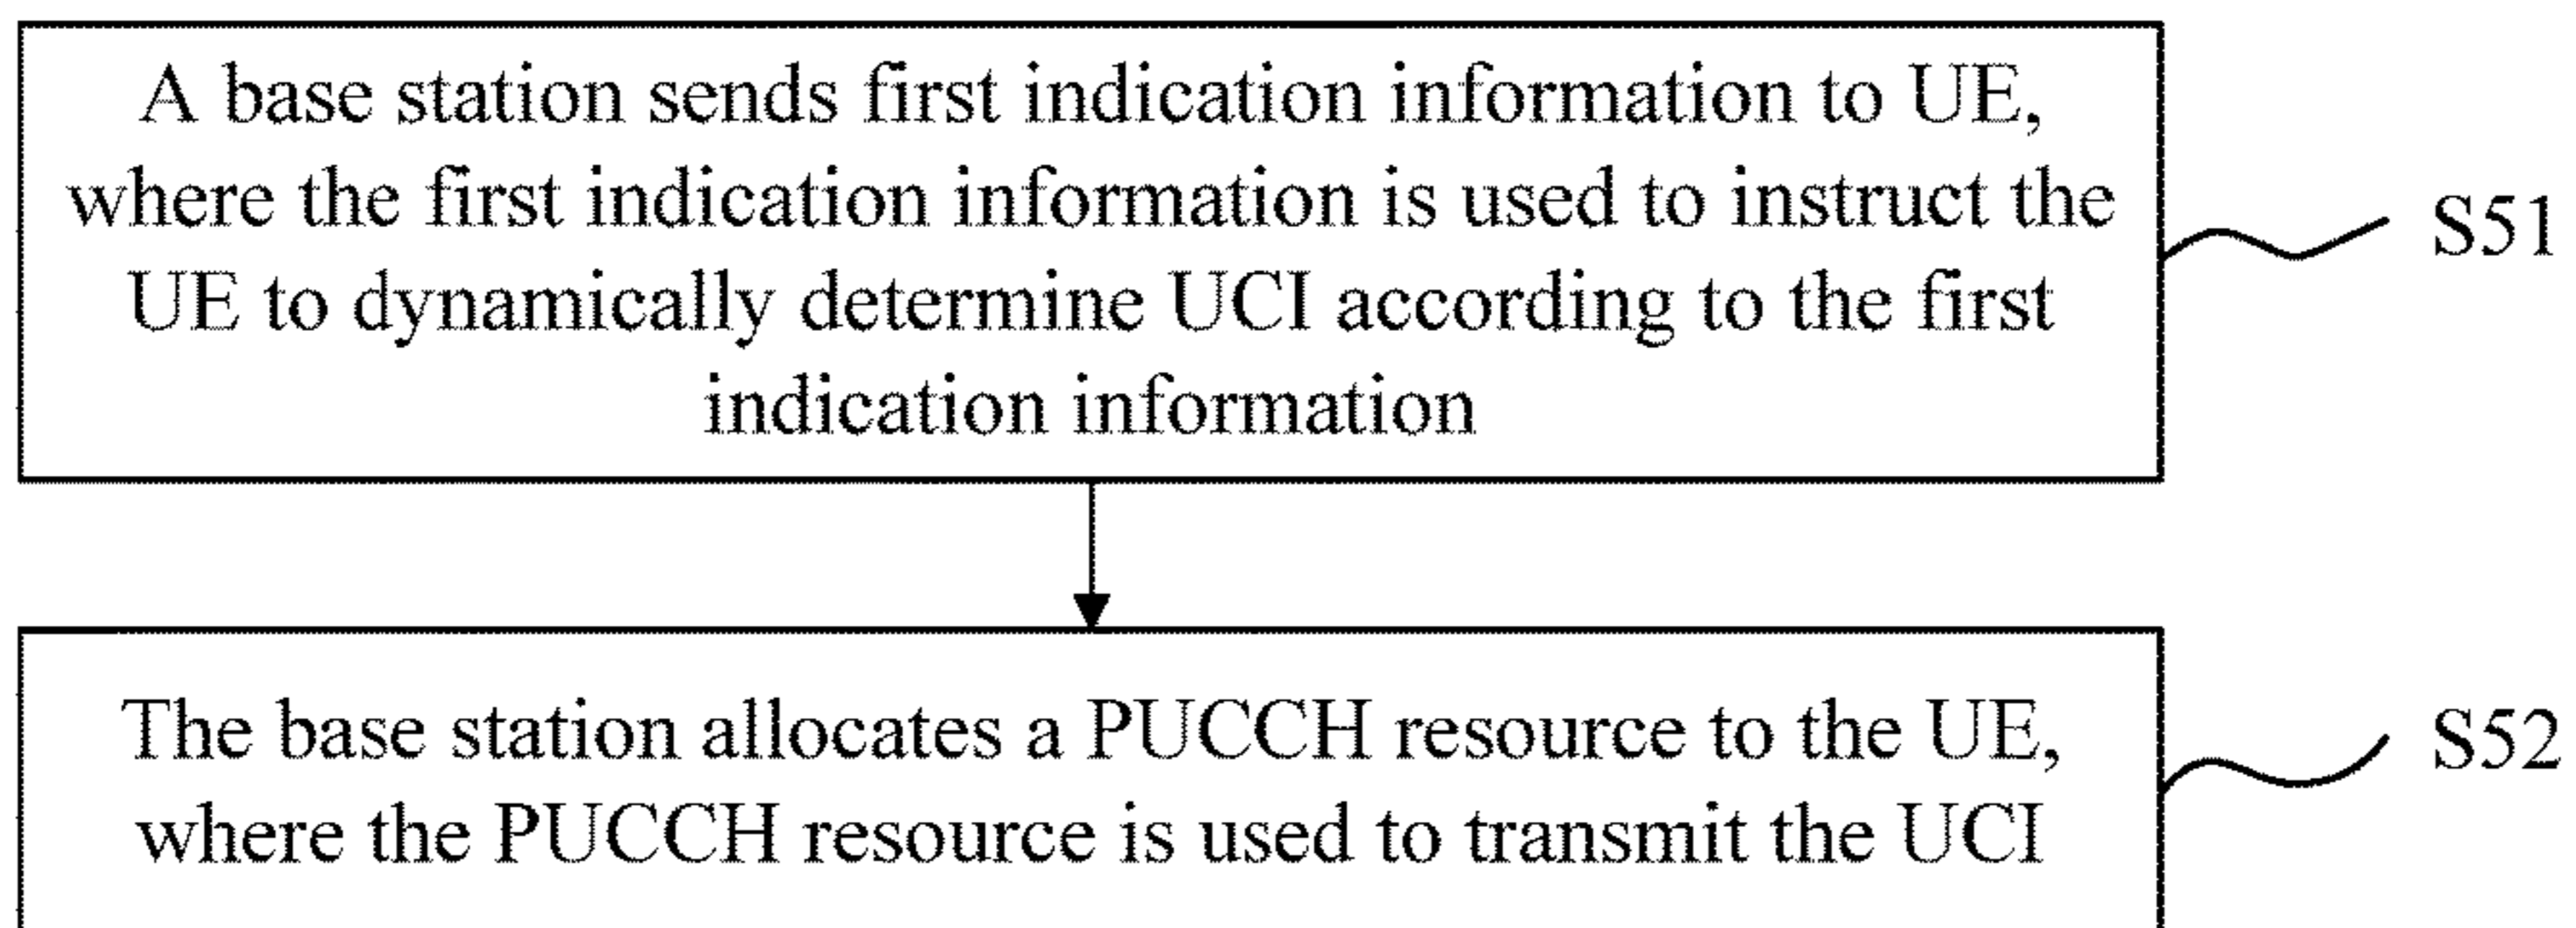 A base station sends first indication information to UE,
where the first indication information is used to instruct the
UE to dynamically determine UCI according to the first
indication information
S51
The base station allocates a PUCCH resource to the UE,
where the PUCCH resource is used to transmit the UCI
S52